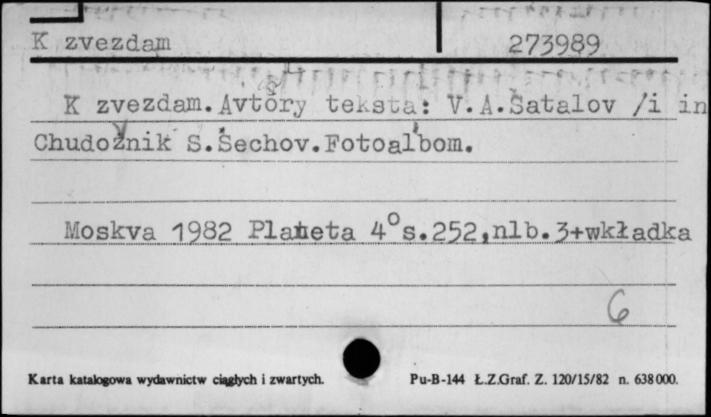 K zvezdam 273989
K zvezdam. Avtory teksta: V.A.Šatalov /i in
Chudožnik S.Šechov.Fotoalbom.
Moskva 1982 Planeta 4° s.252,nlb.3+wkładka
6
Karta katalogowa wydawnictw ciągłych i zwartych. Pu-B-144 Ł.Z.Graf. Z. 120/15/82 n. 638000.